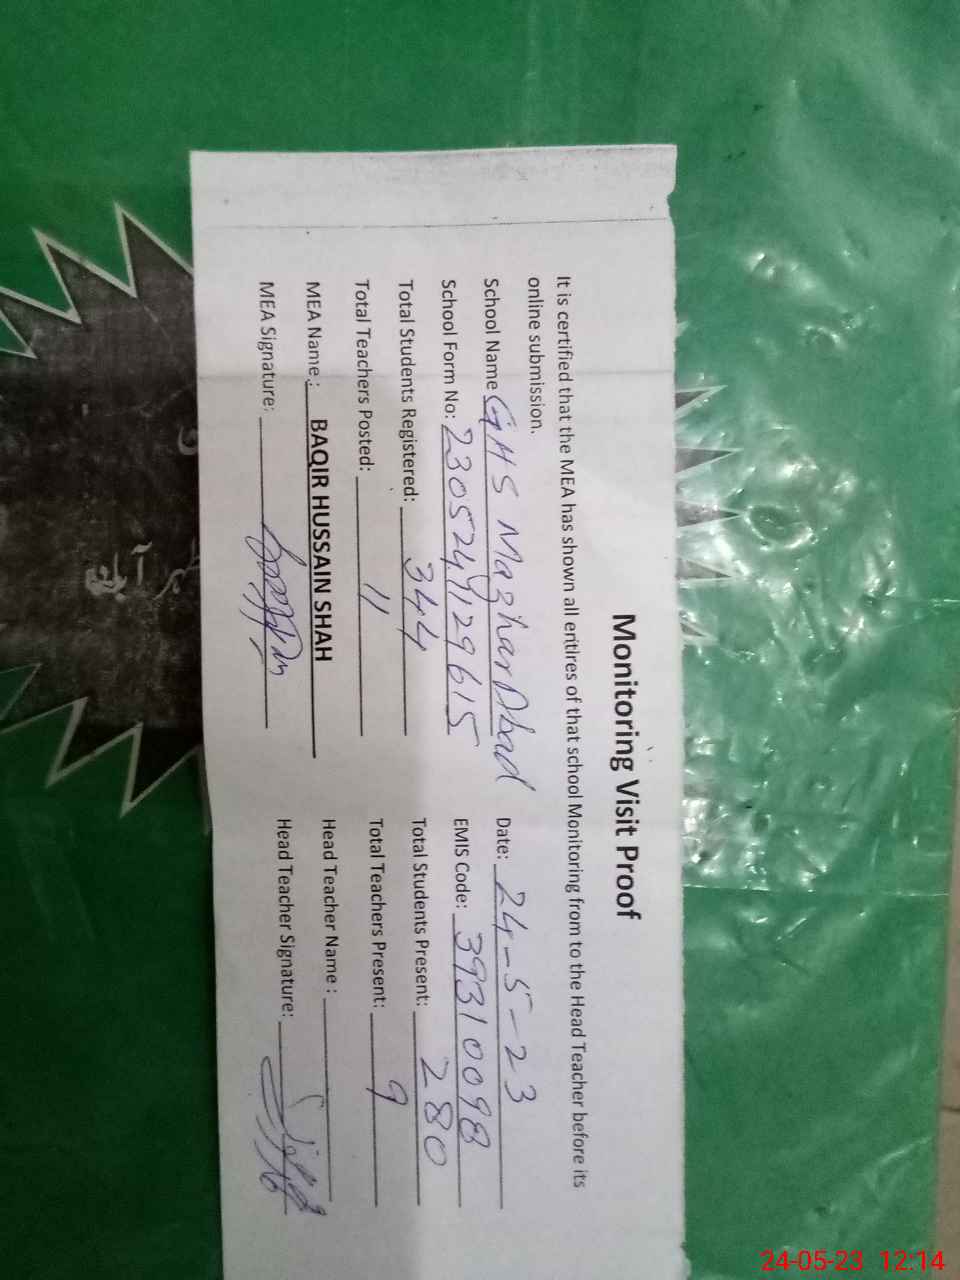 Monitoring Visit Proof
It is certified that the MEA has shown all entires of that school Monitoring from to the Head Teacher before its
online submission.
School Name GHS Mazhar Abad Date: 24-5-23
School Form No: 230524912 9615 EMIS Code: 39310098
Total Students Registered: 344 Total Students Present: 280
Total Teachers Posted: 11 Total Teachers Present: 9
MEA Name: BAQIR HUSSAIN SHAH Head Teacher Name :
MEA Signature: Head Teacher Signature:
24-05-23 12:14